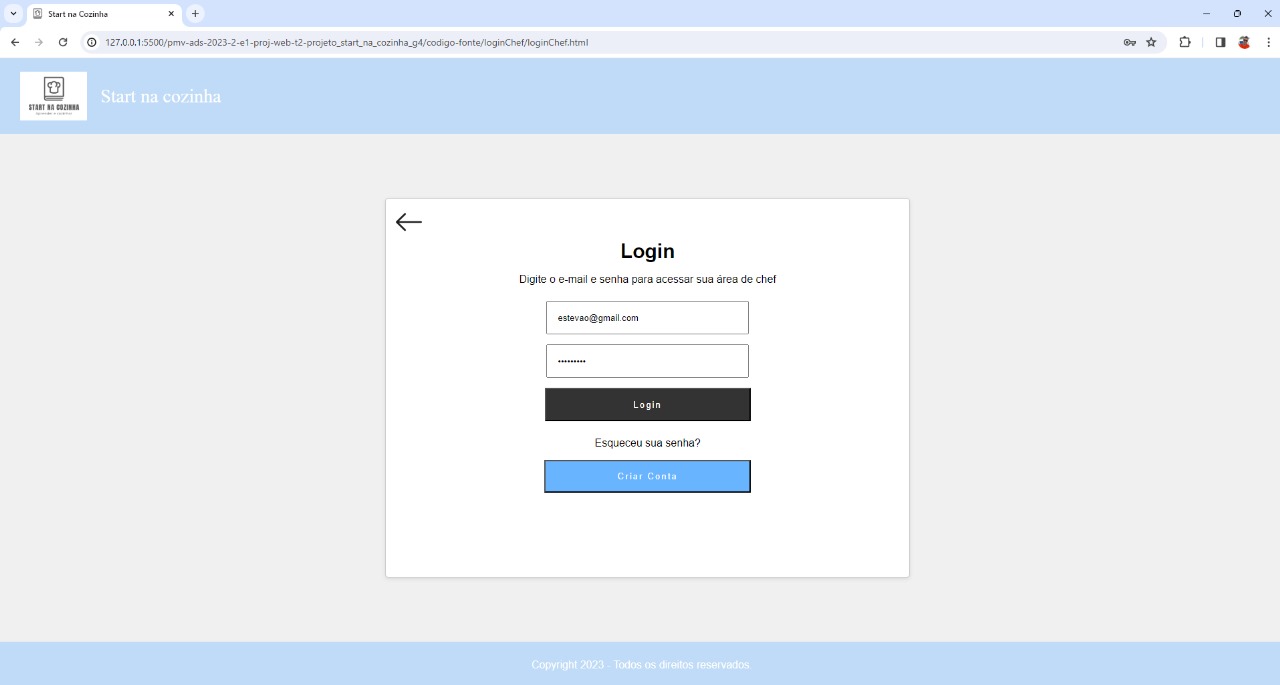 Start na Cozinha
127.0.0.1:5500/pmv-ads-2023-2-e1-proj-web-t2-projeto_start_na_cozinha_g4/codigo-fonte/LoginChef/loginChef.html
START NA COZINHA
Start na cozinha
Login
Digite o e-mail e senha para acessar sua área de chef
estevao@gmail.com
•••••••••
Login
Esqueceu sua senha?
Criar Conta
Copyright 2023 - Todos os direitos reservados.